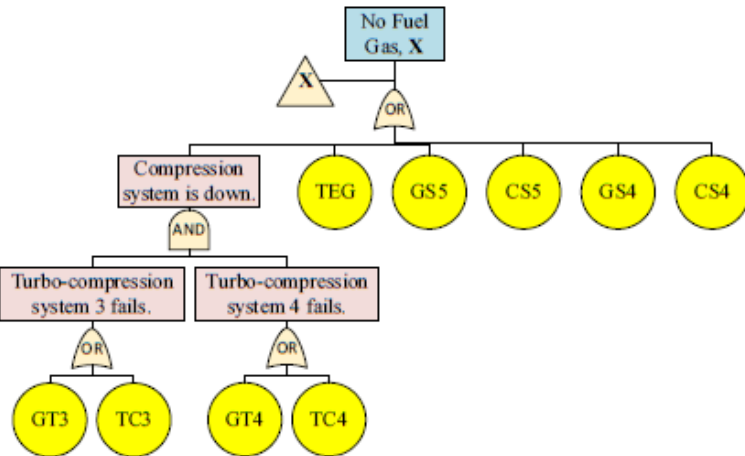 No Fuel
Gas, X
X
OR
Compression
system is down.
TEG
GS5
CS5
GS4
CS4
AND
Turbo-compression
system 3 fails.
Turbo-compression
system 4 fails.
OR
OR
GT3
TC3
GT4
TC4